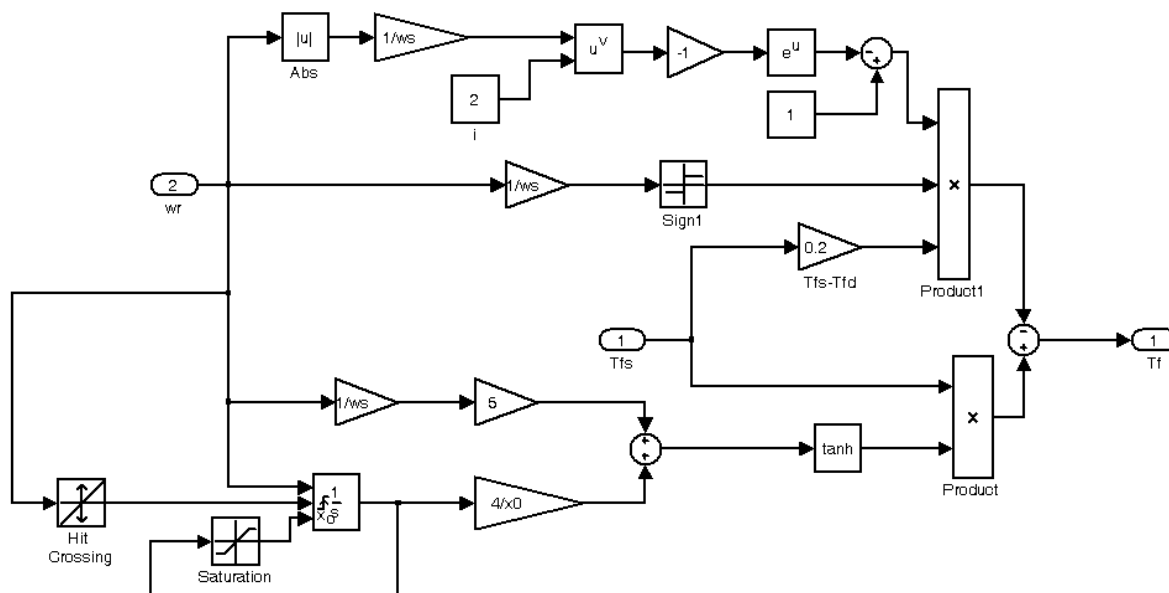 |u|
Abs
1/ws
2
i
u^v
-1
e^u
1
-
+
2
wr
1/ws
Sign1
0.2
Tfs-Tfd
×
Product1
1
Tfs
-
+
1
Tf
1/ws
5
+
+
tanh
×
Product
Hit
Crossing
1
s
x0
4/x0
Saturation